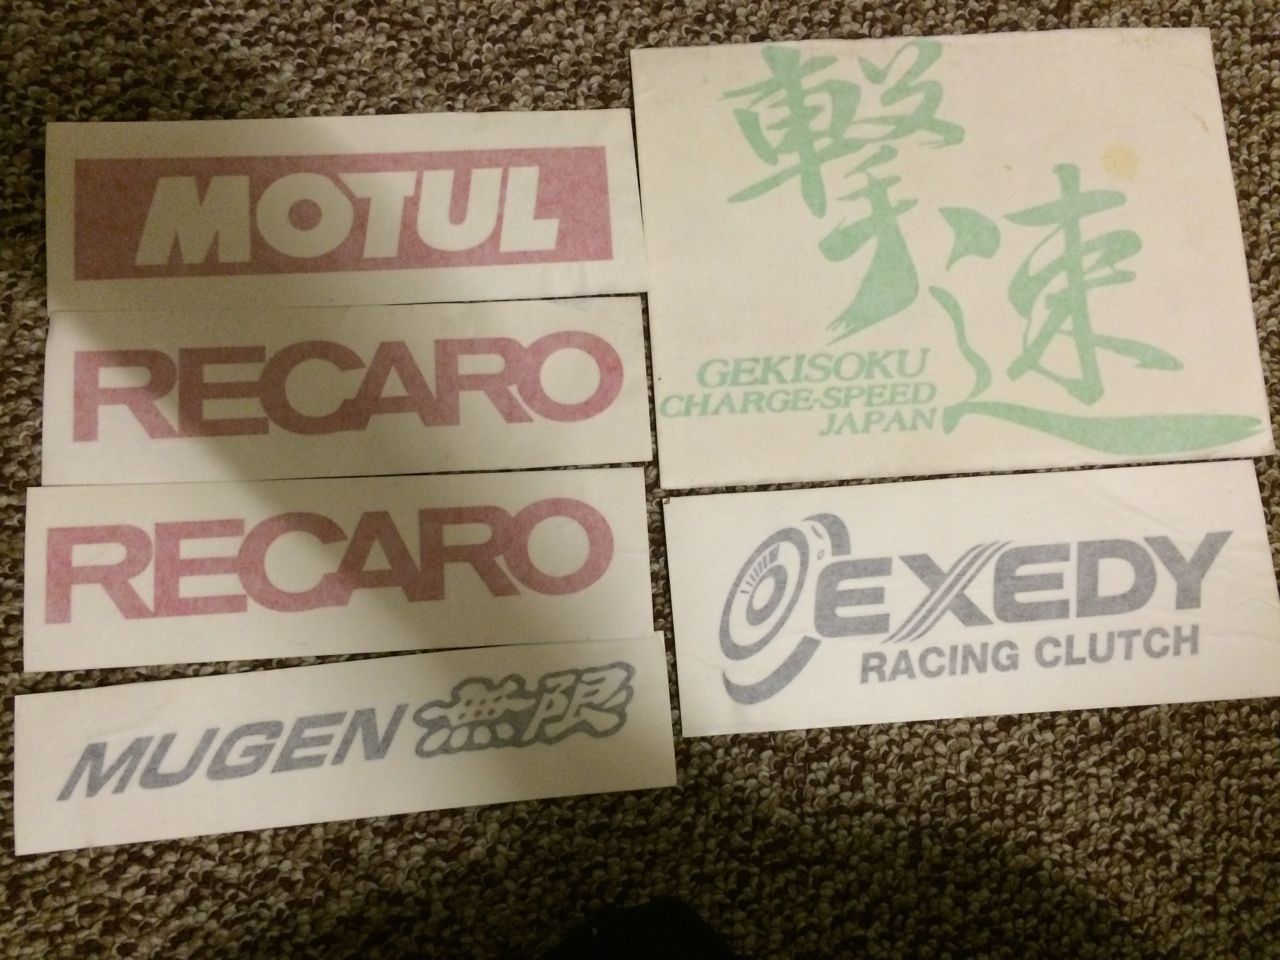 MOTUL
RECARO
RECARO
MUGEN 無限
撃速
GEKISOKU
CHARGE-SPEED
JAPAN
EXEDY
RACING CLUTCH